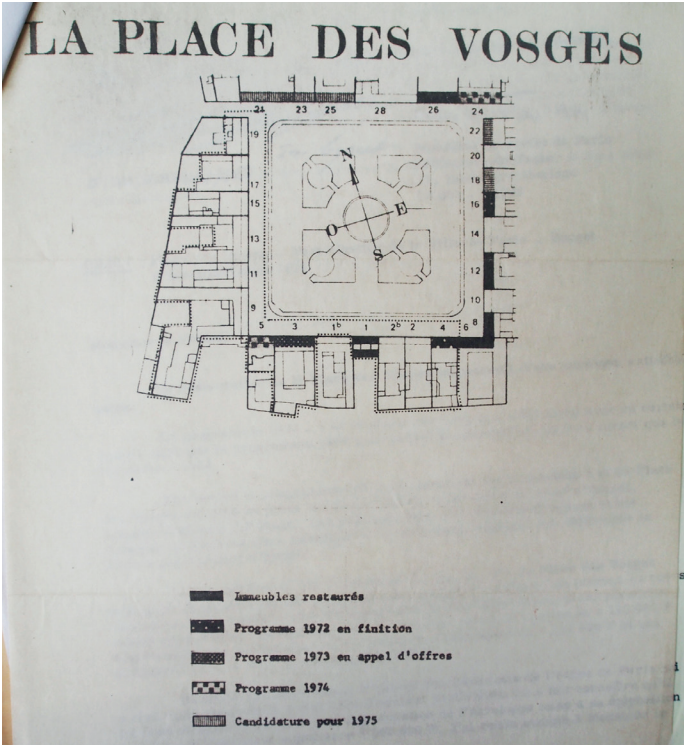 LA PLACE DES VOSGES
21 23 25 28 26 24
19 22
20
17 18
15 16
N
E
O
S
13 14
11 12
9 10
8
5 3 1b 1 2b 2 4 6
Immeubles restaurés
Programme 1972 en finition
Programme 1973 en appel d'offres
Programme 1974
Candidature pour 1975